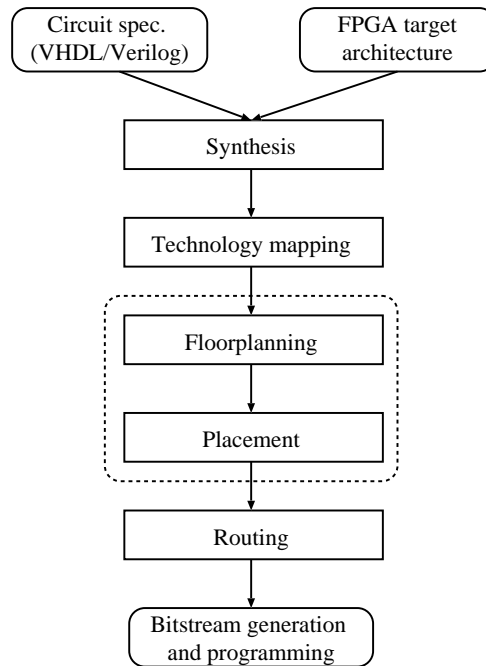 Circuit spec.
(VHDL/Verilog)
FPGA target
architecture
Synthesis
Technology mapping
Floorplanning
Placement
Routing
Bitstream generation
and programming